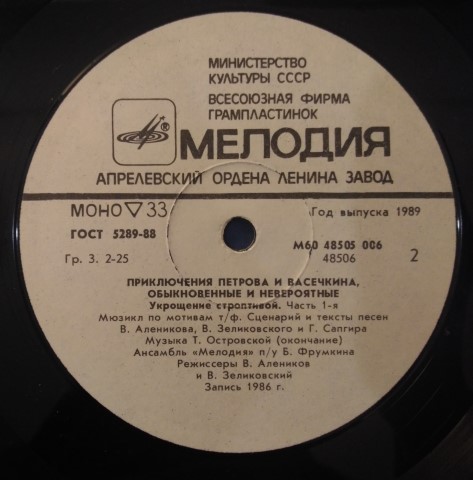 МИНИСТЕРСТВО
КУЛЬТУРЫ СССР
ВСЕСОЮЗНАЯ ФИРМА
ГРАМПЛАСТИНОК
® МЕЛОДИЯ
АПРЕЛЕВСКИЙ ОРДЕНА ЛЕНИНА ЗАВОД
МОНО ▽ 33
Год выпуска 1989
ГОСТ 5289-88
М60 48505 006
Гр. 3. 2-25
48506
2
ПРИКЛЮЧЕНИЯ ПЕТРОВА И ВАСЕЧКИНА,
ОБЫКНОВЕННЫЕ И НЕВЕРОЯТНЫЕ
Укрощение строптивой. Часть 1-я
Мюзикл по мотивам т/ф. Сценарий и тексты песен
В. Аленикова, В. Зеликовского и Г. Сапгира
Музыка Т. Островской (окончание)
Ансамбль «Мелодия» п/у Б. Фрумкина
Режиссеры В. Алеников
и В. Зеликовский
Запись 1986 г.